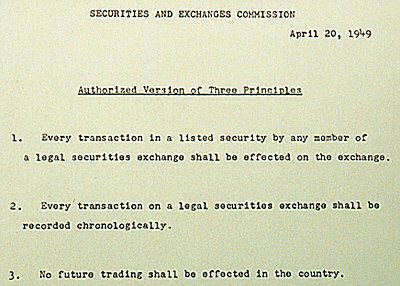 SECURITIES AND EXCHANGES COMMISSION
April 20, 1949
Authorized Version of Three Principles
1. Every transaction in a listed security by any member of
a legal securities exchange shall be effected on the exchange.
2. Every transaction on a legal securities exchange shall be
recorded chronologically.
3. No future trading shall be effected in the country.